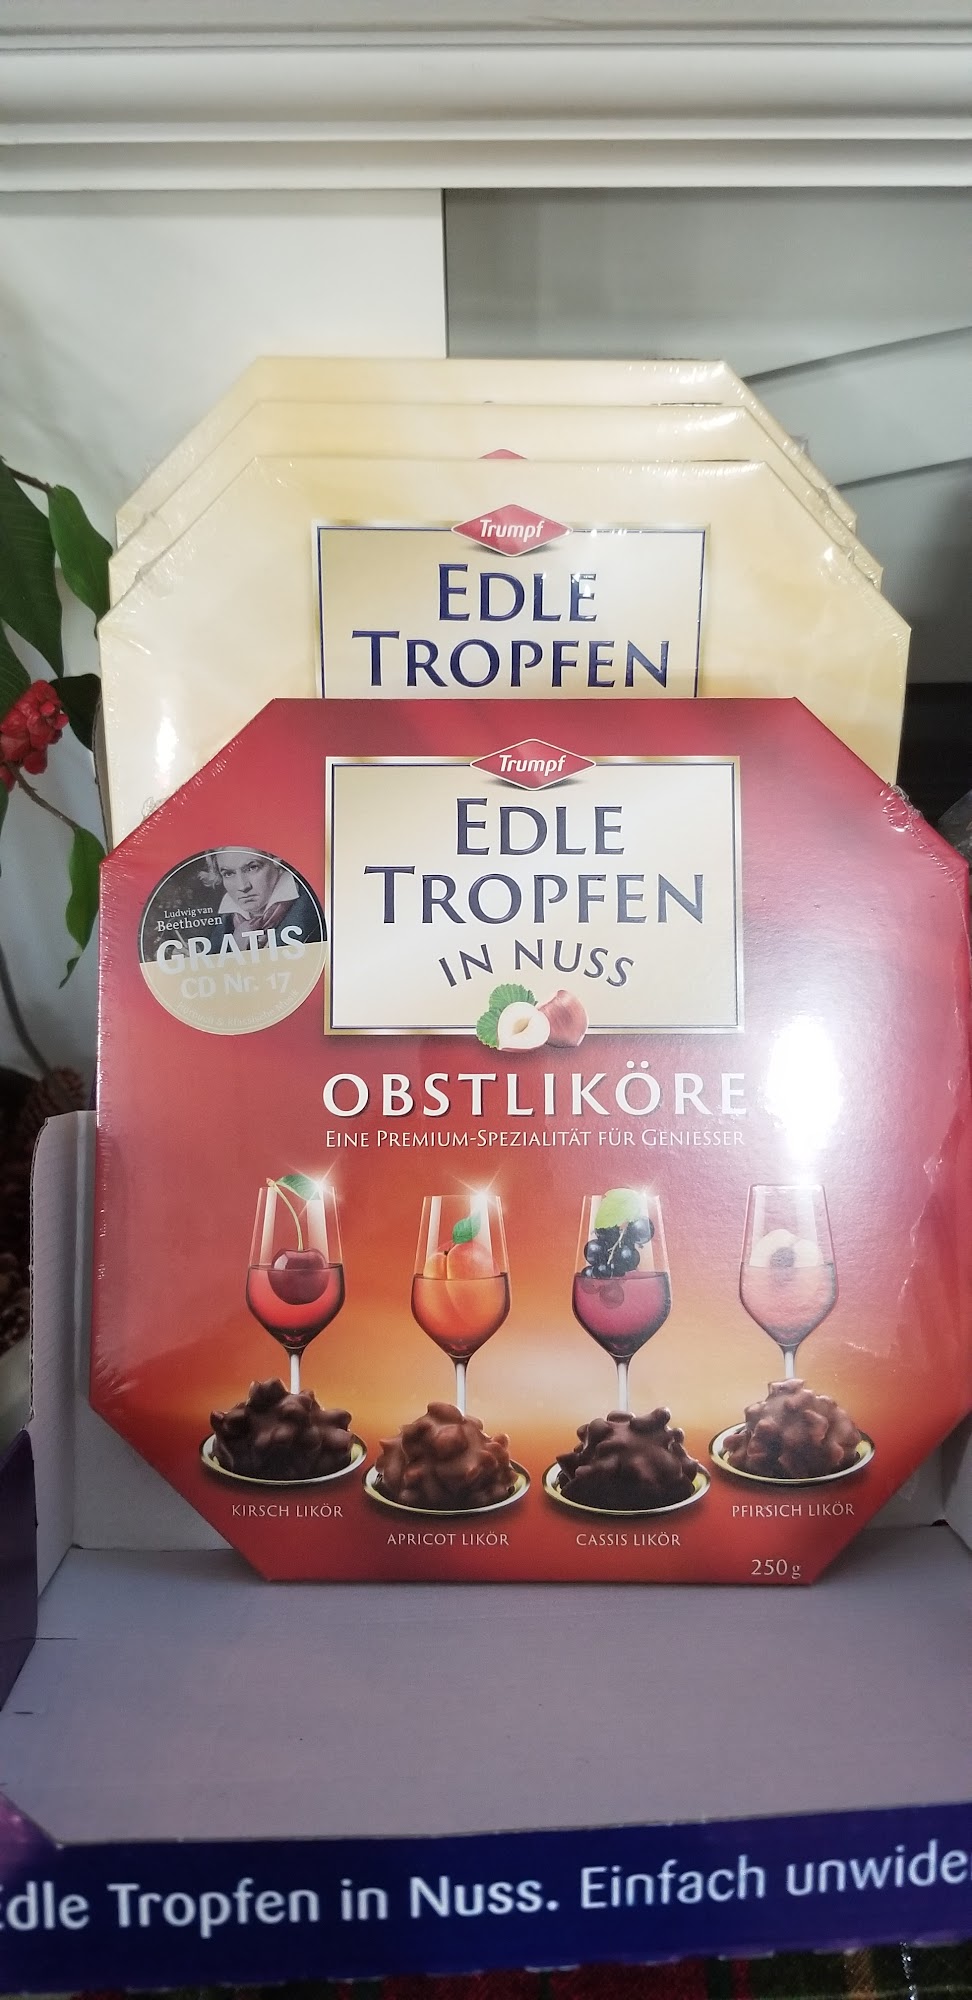 Trumpf
EDLE
TROPFEN
Trumpf
EDLE
TROPFEN
IN NUSS
Ludwig van
Beethoven
GRATIS
CD Nr. 17
OBSTLIKÖRE
EINE PREMIUM-SPEZIALITÄT FÜR GENIESSER
KIRSCH LIKÖR
APRICOT LIKÖR
CASSIS LIKÖR
PFIRSICH LIKÖR
250 g
Edle Tropfen in Nuss. Einfach unwide